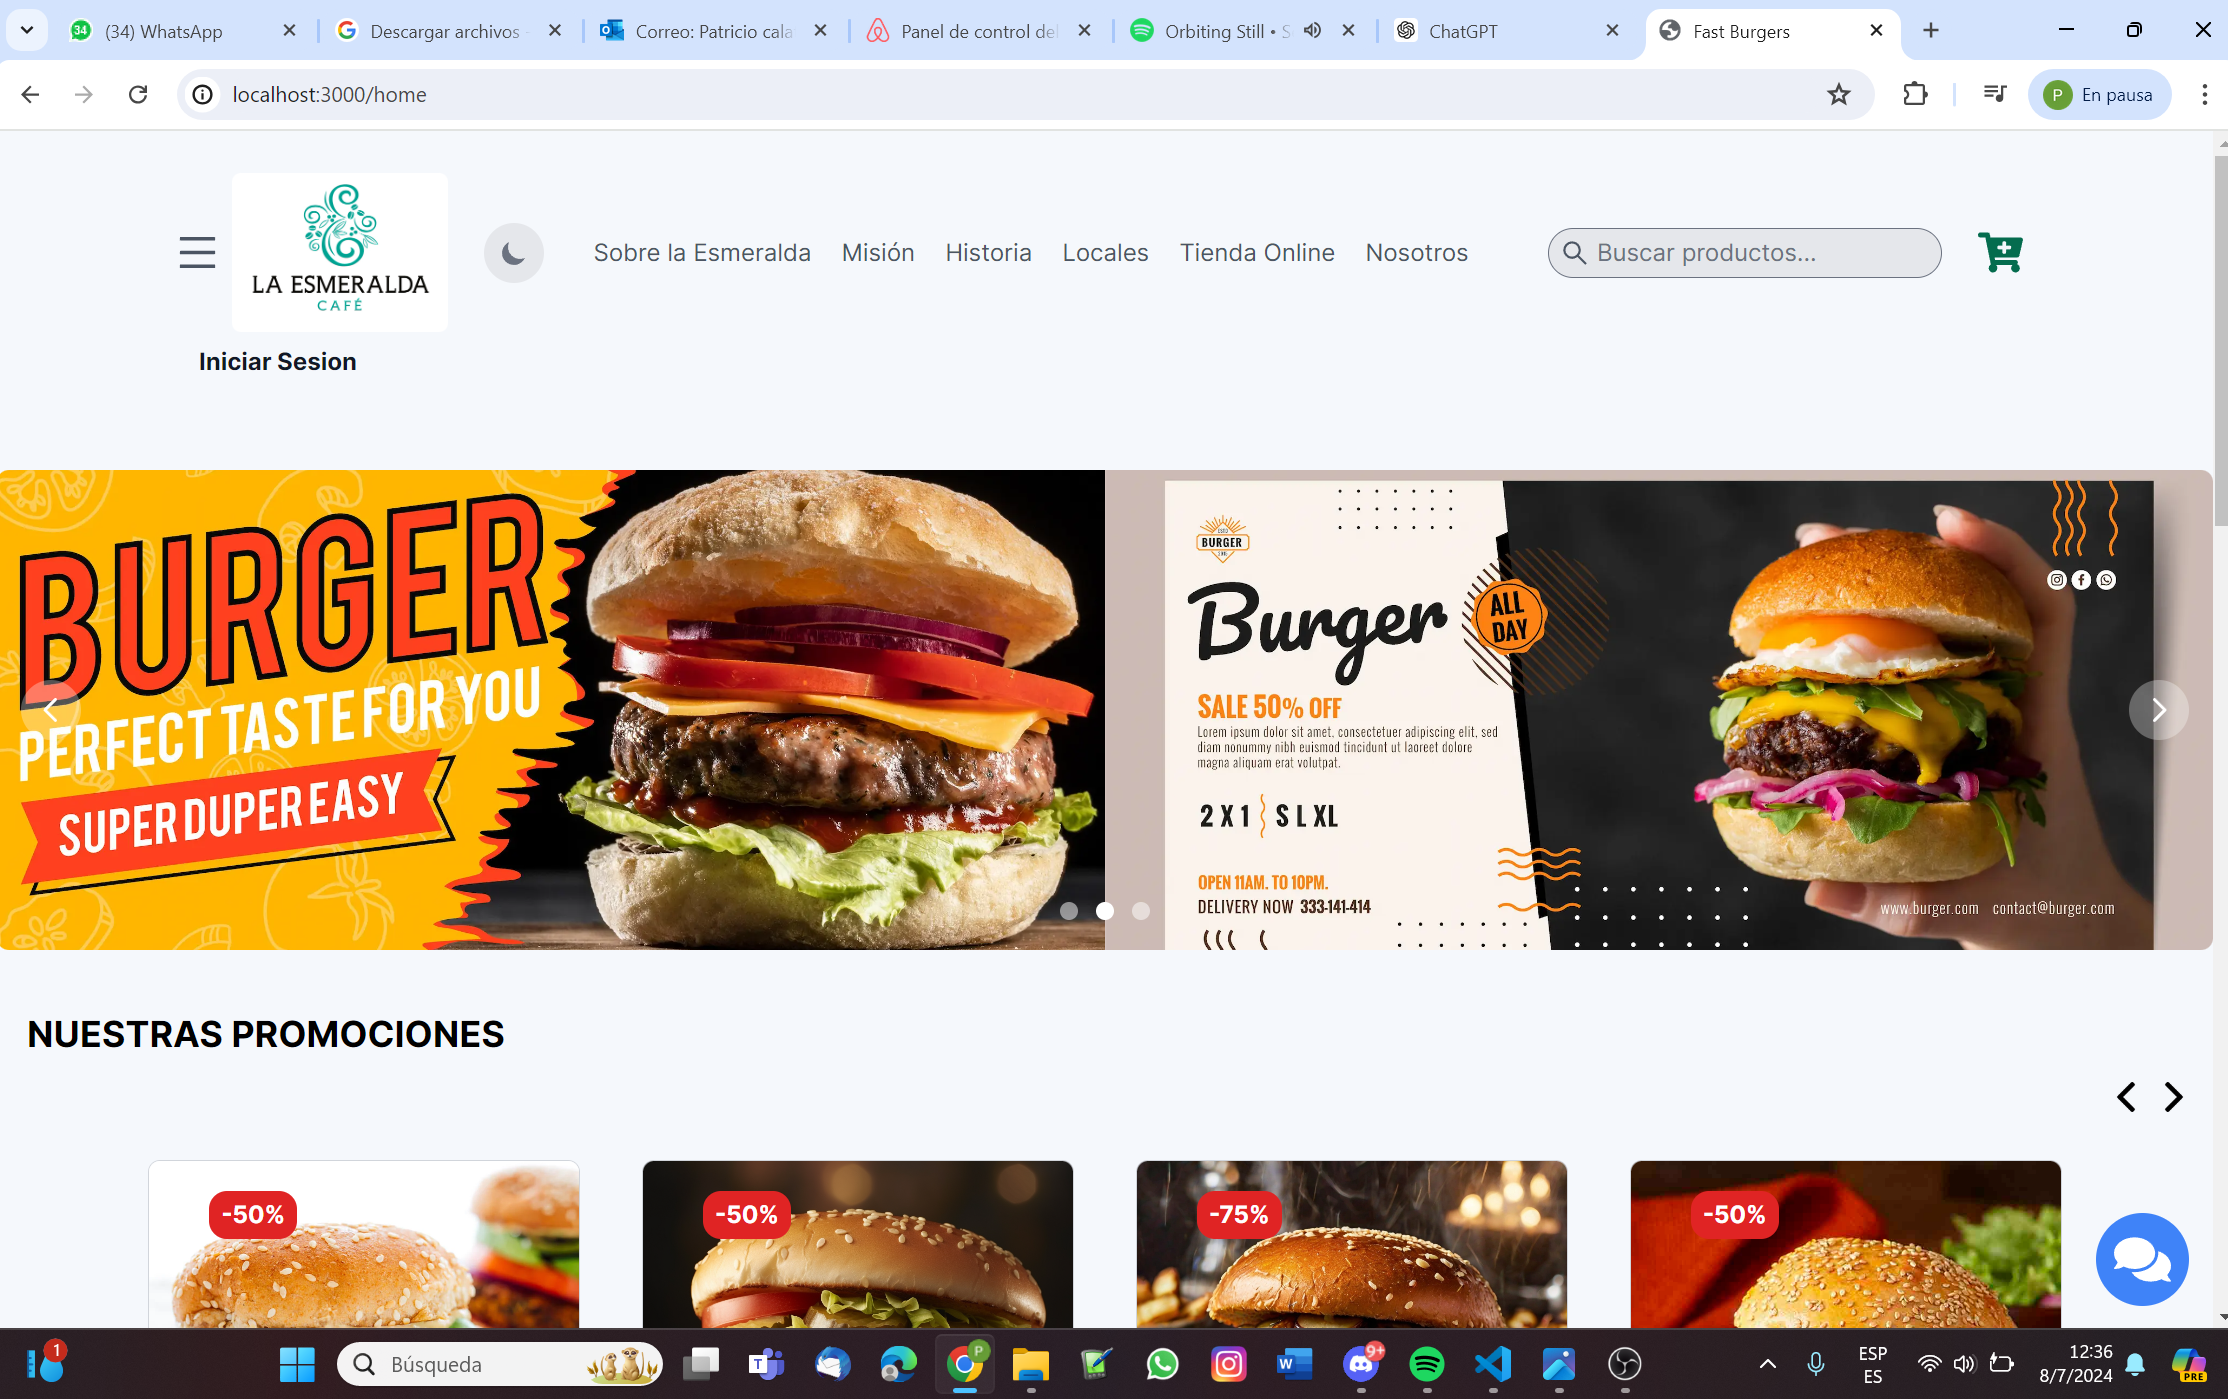 34
(34) WhatsApp
Descargar archivos
Correo: Patricio cala
Panel de control del
Orbiting Still • S
ChatGPT
Fast Burgers
localhost:3000/home
P
En pausa
LA ESMERALDA
CAFÉ
Sobre la Esmeralda
Misión
Historia
Locales
Tienda Online
Nosotros
Buscar productos...
Iniciar Sesion
BURGER
PERFECT TASTE FOR YOU
SUPER DUPER EASY
BURGER
Burger
ALL
DAY
SALE 50% OFF
Lorem ipsum dolor sit amet, consectetuer adipiscing elit, sed
diam nonummy nibh euismod tincidunt ut laoreet dolore
magna aliquam erat volutpat.
2 X 1
S L XL
OPEN 11AM. TO 10PM.
DELIVERY NOW 333-141-414
www.burger.com contact@burger.com
NUESTRAS PROMOCIONES
-50%
-50%
-75%
-50%
1
Búsqueda
P
9+
ESP
ES
12:36
8/7/2024
PRE